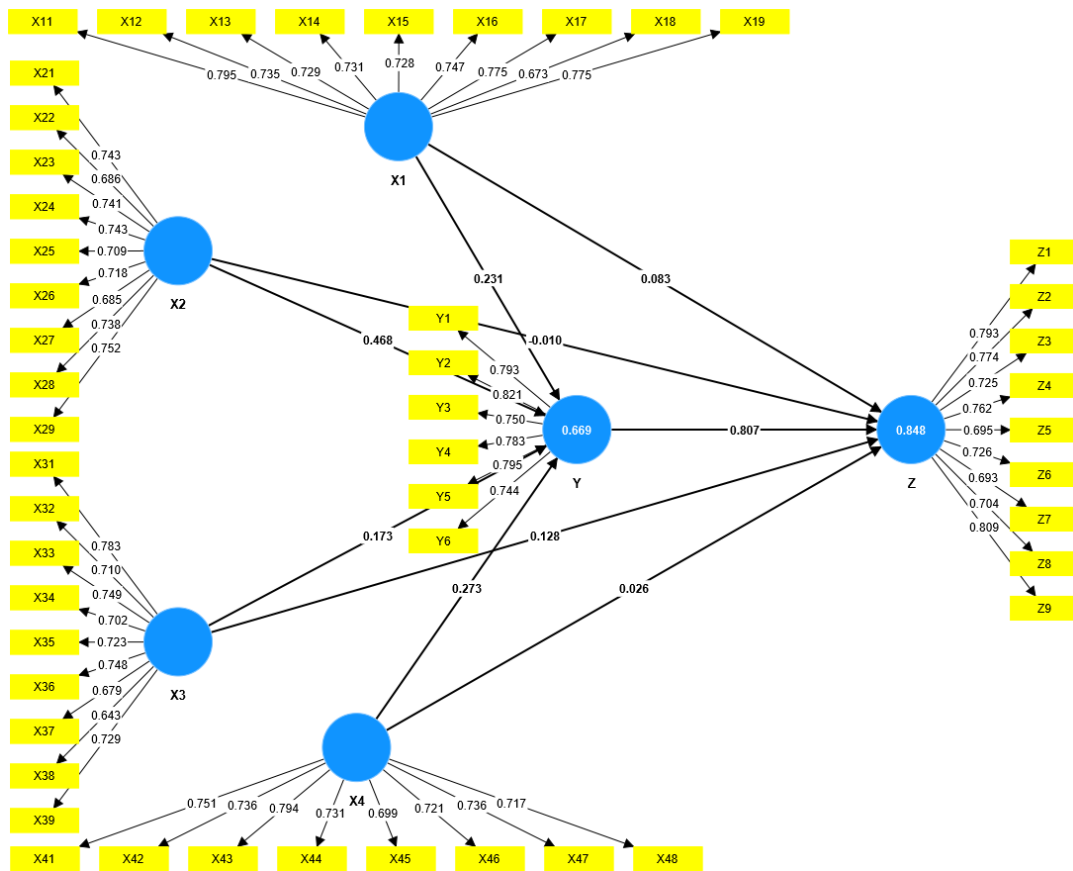 X11 X12 X13 X14 X15 X16 X17 X18 X19
0.795 0.735 0.729 0.731 0.728 0.747 0.775 0.673 0.775
X1
X21
X22
X23
X24
X25
X26
X27
X28
X29
0.743
0.686
0.741
0.743
0.709
0.718
0.685
0.738
0.752
X2
X31
X32
X33
X34
X35
X36
X37
X38
X39
0.783
0.710
0.749
0.702
0.723
0.748
0.679
0.643
0.729
X3
0.231
0.083
0.468
-0.010
0.807
0.173
0.128
0.273
0.026
Y1
Y2
Y3
Y4
Y5
Y6
0.793
0.821
0.750
0.783
0.795
0.744
0.669
Y
0.848
Z
0.793
0.774
0.725
0.762
0.695
0.726
0.693
0.704
0.809
Z1
Z2
Z3
Z4
Z5
Z6
Z7
Z8
Z9
X4
0.751 0.736 0.794 0.731 0.699 0.721 0.736 0.717
X41 X42 X43 X44 X45 X46 X47 X48